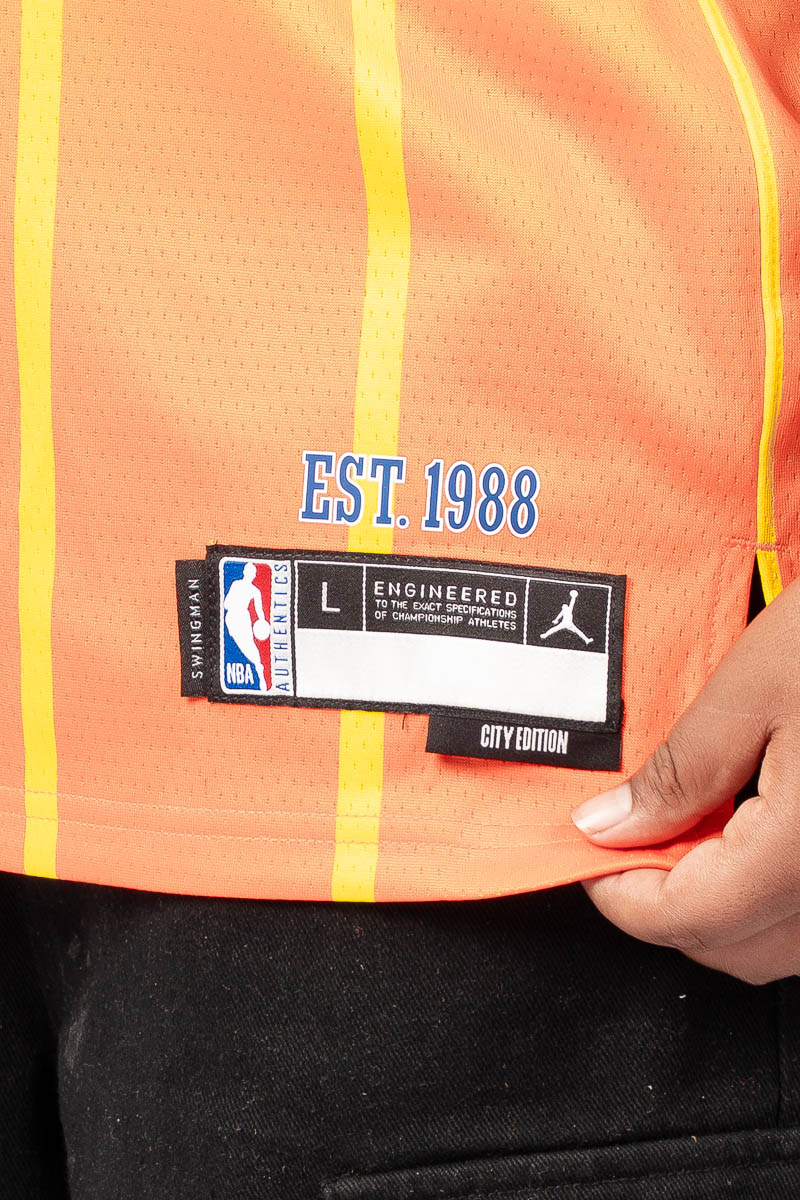 EST. 1988
SWINGMAN
NBA
AUTHENTICS
L
ENGINEERED
TO THE EXACT SPECIFICATIONS
OF CHAMPIONSHIP ATHLETES
CITY EDITION